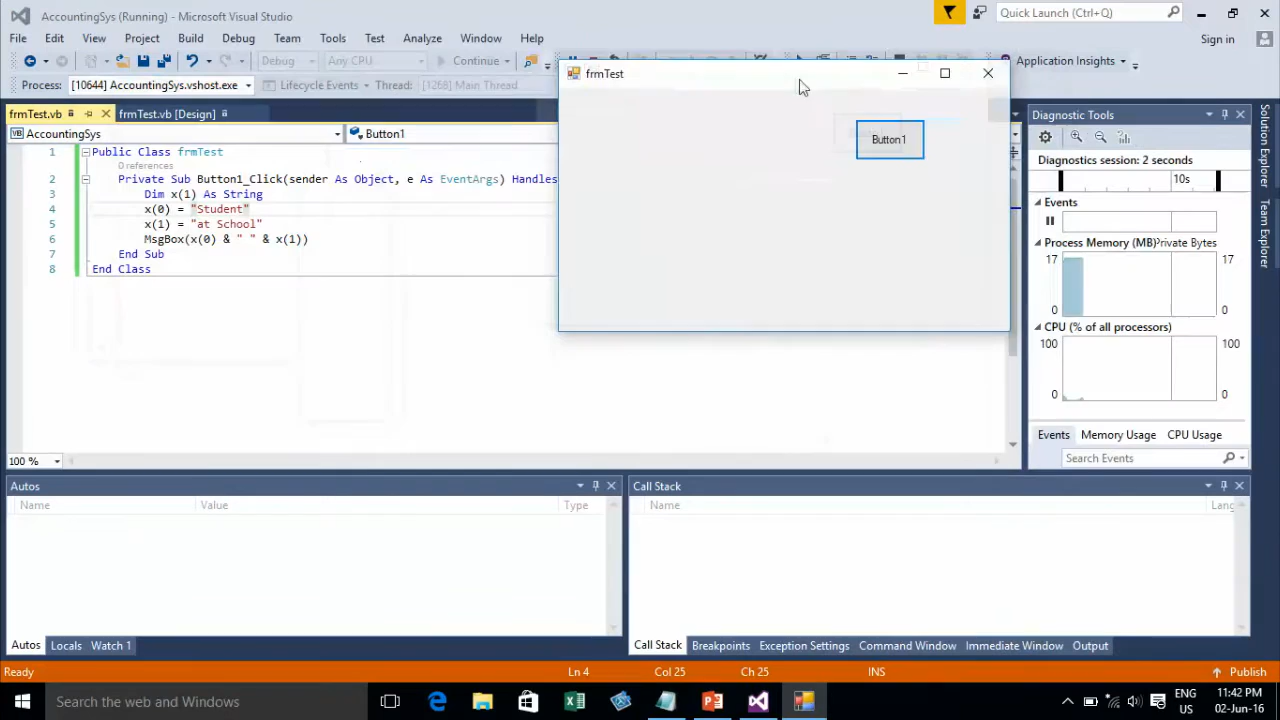 AccountingSys (Running) - Microsoft Visual Studio
Quick Launch (Ctrl+Q)
File Edit View Project Build Debug Team Tools Test Analyze Window Help
Sign in
Debug Any CPU Continue
Application Insights
Process: [10644] AccountingSys.vshost.exe Lifecycle Events Thread: [1268] Main Thread
frmTest
Button1
frmTest.vb frmTest.vb [Design]
AccountingSys Button1
1 Public Class frmTest
0 references
2 Private Sub Button1_Click(sender As Object, e As EventArgs) Handles
3 Dim x(1) As String
4 x(0) = "Student"
5 x(1) = "at School"
6 MsgBox(x(0) & " " & x(1))
7 End Sub
8 End Class
100 %
Diagnostic Tools
Diagnostics session: 2 seconds
10s
Events
Process Memory (MB) Private Bytes
17 17
0 0
CPU (% of all processors)
100 100
0 0
Events Memory Usage CPU Usage
Search Events
Solution Explorer
Team Explorer
Autos
Name Value Type
Autos Locals Watch 1
Call Stack
Name Lang
Call Stack Breakpoints Exception Settings Command Window Immediate Window Output
Ready Ln 4 Col 25 Ch 25 INS Publish
Search the web and Windows
ENG
US
11:42 PM
02-Jun-16